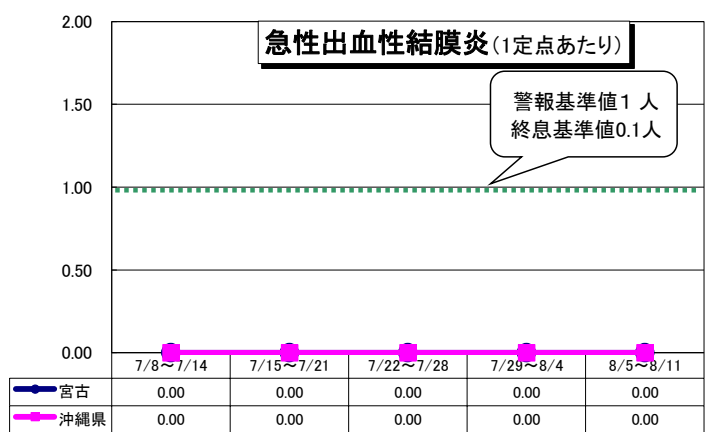 急性出血性結膜炎(1定点あたり)
警報基準値1 人
終息基準値0.1人
2.00
1.50
1.00
0.50
0.00
7/8～7/14 7/15～7/21 7/22～7/28 7/29～8/4 8/5～8/11
宮古 0.00 0.00 0.00 0.00 0.00
沖縄県 0.00 0.00 0.00 0.00 0.00